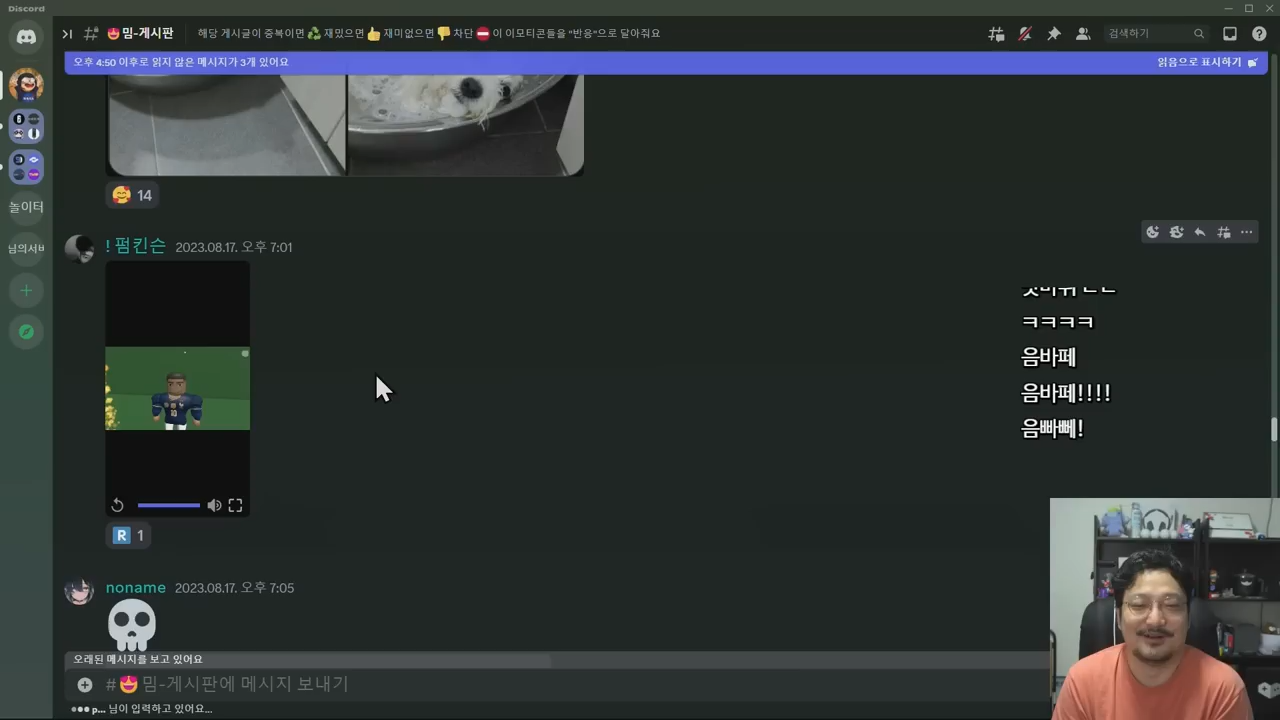 Discord
밈-게시판
해당 게시글이 중복이면 ♻️ 재밌으면 👍 재미없으면 👎 차단 ⛔ 이 이모티콘들을 "반응"으로 달아줘요
검색하기
오후 4:50 이후로 읽지 않은 메시지가 3개 있어요
읽음으로 표시하기
14
놀이터
님의서버
! 펌킨슨 2023.08.17. 오후 7:01
ㅋㅋㅋㅋ
음바페
음바페!!!!
음빠뻬!
R 1
noname 2023.08.17. 오후 7:05
오래된 메시지를 보고 있어요
#😍밈-게시판에 메시지 보내기
p... 님이 입력하고 있어요...